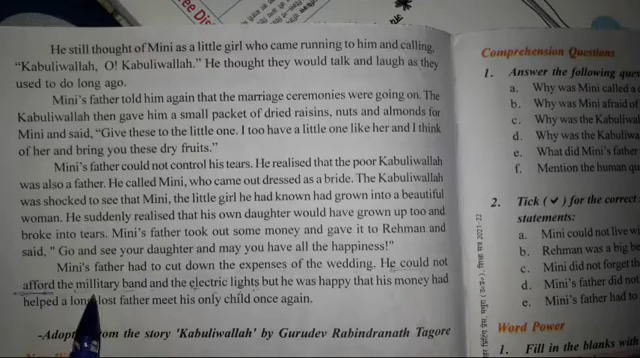 He still thought of Mini as a little girl who came running to him and calling,
“Kabuliwallah, O! Kabuliwallah.” He thought they would talk and laugh as they
used to do long ago.
Mini's father told him again that the marriage ceremonies were going on. The
Kabuliwallah then gave him a small packet of dried raisins, nuts and almonds for
Mini and said, “Give these to the little one. I too have a little one like her and I think
of her and bring you these dry fruits.”
Mini's father could not control his tears. He realised that the poor Kabuliwallah
was also a father. He called Mini, who came out dressed as a bride. The Kabuliwallah
was shocked to see that Mini, the little girl he had known had grown into a beautiful
woman. He suddenly realised that his own daughter would have grown up too and
broke into tears. Mini's father took out some money and gave it to Rehman and
said, " Go and see your daughter and may you have all the happiness!"
Mini's father had to cut down the expenses of the wedding. He could not
afford the millitary band and the electric lights but he was happy that his money had
helped a long lost father meet his only child once again.
from the story 'Kabuliwallah' by Gurudev Rabindranath Tagore
Comprehension Questions
1. Answer the following
a. Why was Mini called a
b. Why was Mini afraid of
c. Why was the
d. Why was the
e. What did Mini's father
f. Mention the human
2. Tick (✔) for the correct
statements:
a. Mini could not live
b. Rehman was a big
c. Mini did not forget
d. Mini's father did not
e. Mini's father had to
Word Power
1. Fill in the blanks with